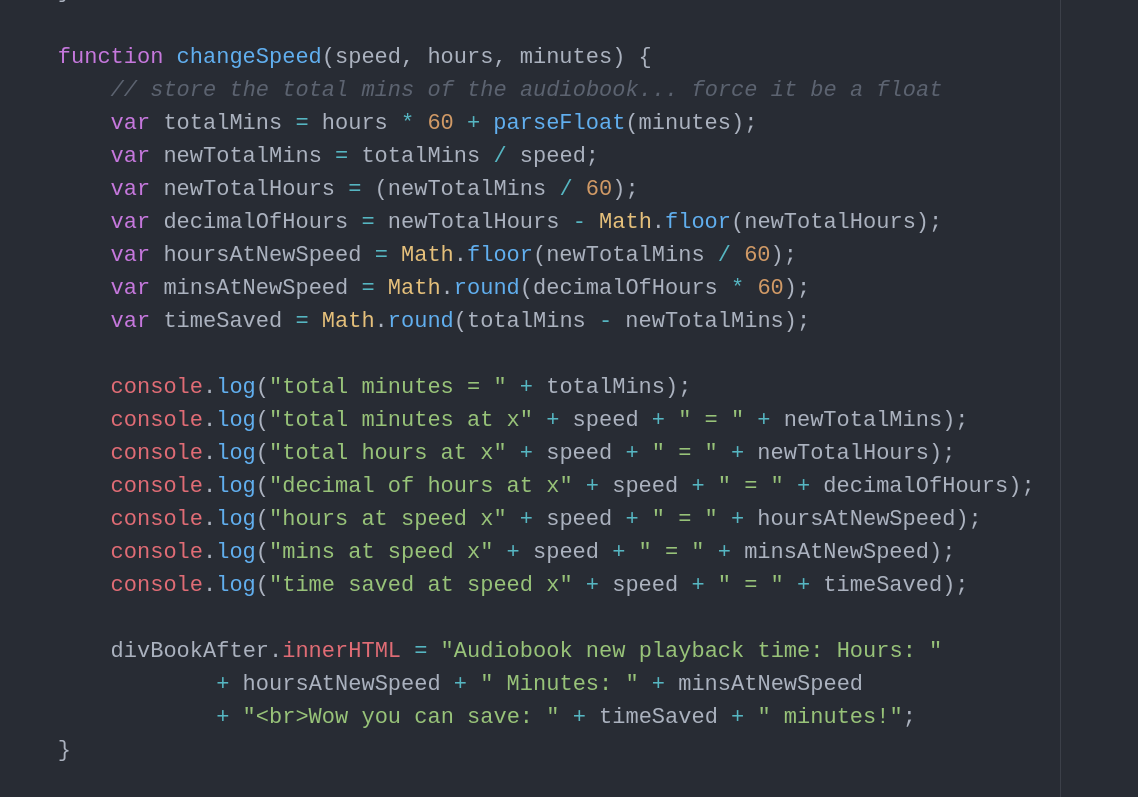 function changeSpeed(speed, hours, minutes) {
// store the total mins of the audiobook... force it be a float
var totalMins = hours * 60 + parseFloat(minutes);
var newTotalMins = totalMins / speed;
var newTotalHours = (newTotalMins / 60);
var decimalOfHours = newTotalHours - Math.floor(newTotalHours);
var hoursAtNewSpeed = Math.floor(newTotalMins / 60);
var minsAtNewSpeed = Math.round(decimalOfHours * 60);
var timeSaved = Math.round(totalMins - newTotalMins);
console.log("total minutes = " + totalMins);
console.log("total minutes at x" + speed + " = " + newTotalMins);
console.log("total hours at x" + speed + " = " + newTotalHours);
console.log("decimal of hours at x" + speed + " = " + decimalOfHours);
console.log("hours at speed x" + speed + " = " + hoursAtNewSpeed);
console.log("mins at speed x" + speed + " = " + minsAtNewSpeed);
console.log("time saved at speed x" + speed + " = " + timeSaved);
divBookAfter.innerHTML = "Audiobook new playback time: Hours: "
+ hoursAtNewSpeed + " Minutes: " + minsAtNewSpeed
+ "<br>Wow you can save: " + timeSaved + " minutes!";
}